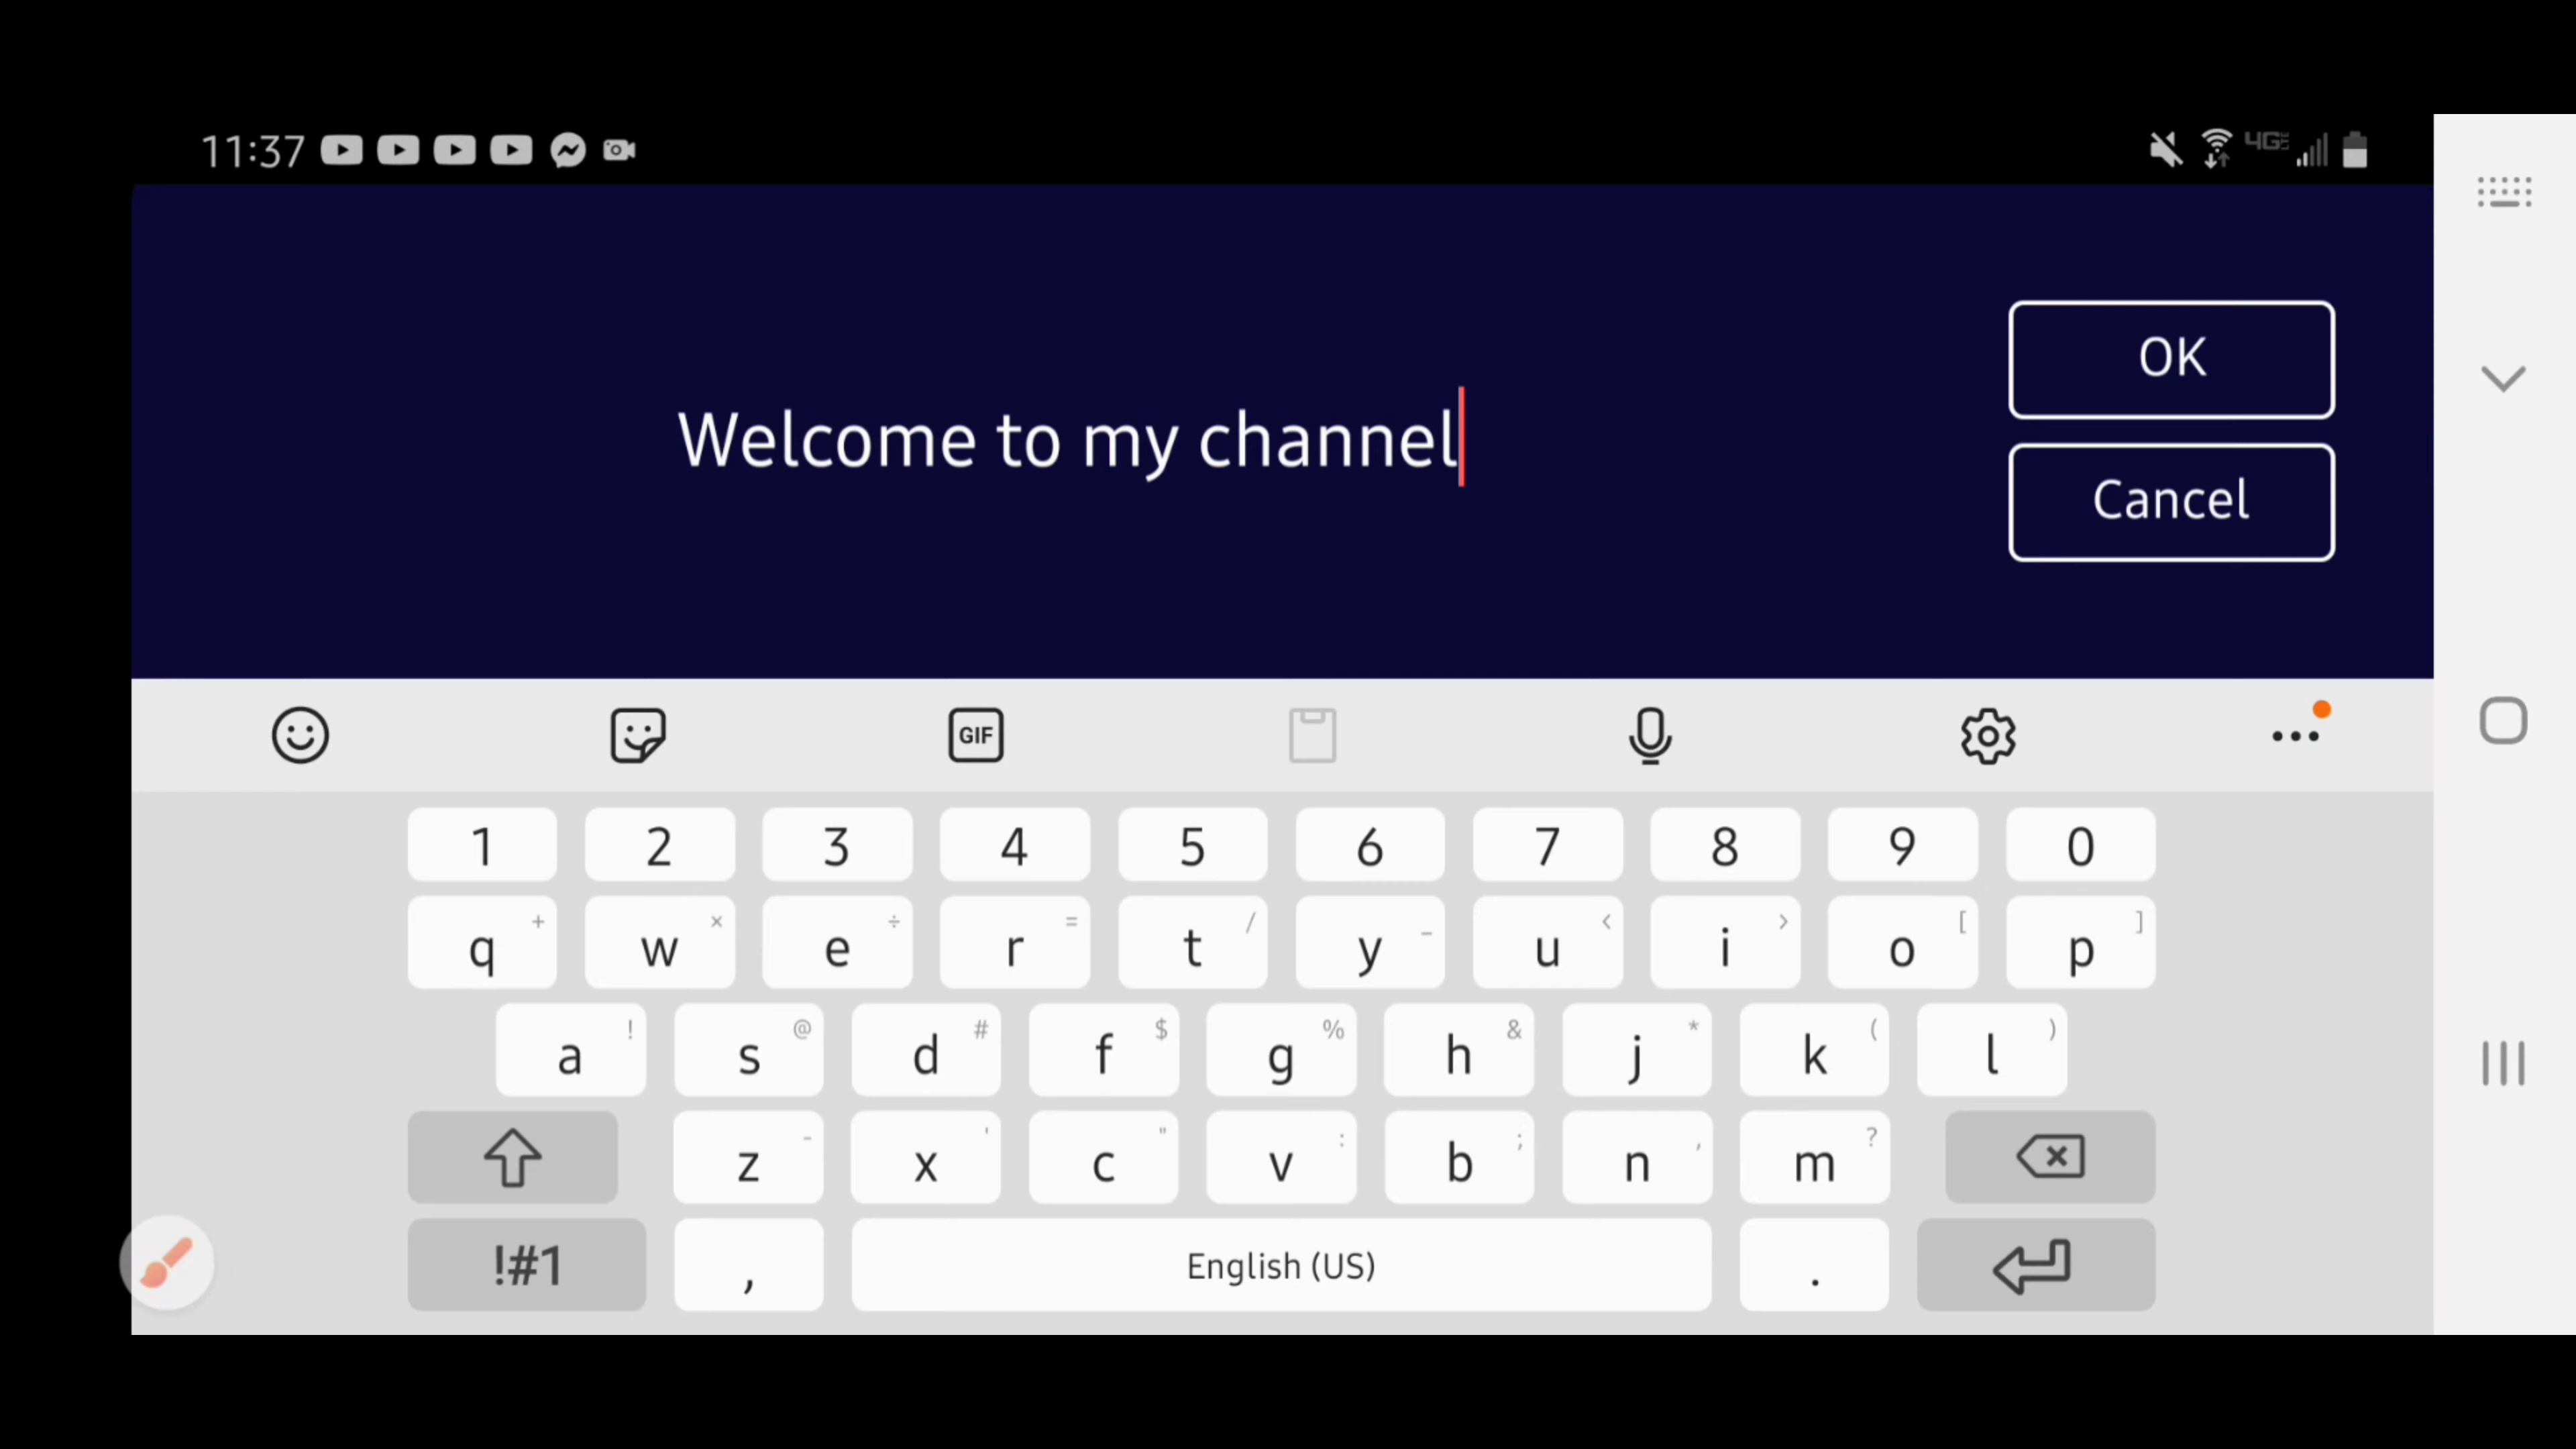 11:37 4G
OK
Welcome to my channel
Cancel
GIF
1 2 3 4 5 6 7 8 9 0
q + w × e ÷ r = t / y _ u < i > o [ p ]
a ! s @ d # f $ g % h & j * k ( l )
z - x ' c " v : b ; n , m ?
!#1 , English (US) .